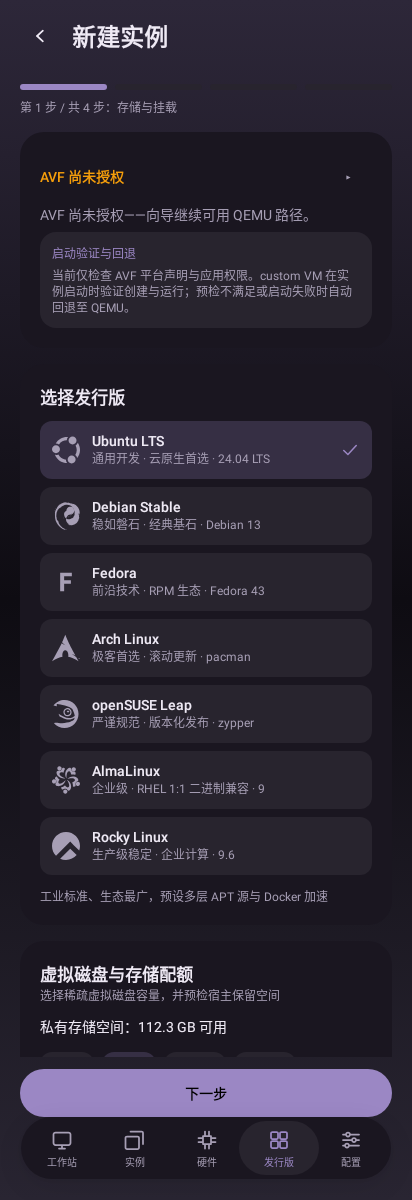 新建实例
第 1 步 / 共 4 步：存储与挂载
AVF 尚未授权
AVF 尚未授权——向导继续可用 QEMU 路径。
启动验证与回退
当前仅检查 AVF 平台声明与应用权限。custom VM 在实
例启动时验证创建与运行；预检不满足或启动失败时自动
回退至 QEMU。
选择发行版
Ubuntu LTS
通用开发 · 云原生首选 · 24.04 LTS
Debian Stable
稳如磐石 · 经典基石 · Debian 13
Fedora
前沿技术 · RPM 生态 · Fedora 43
Arch Linux
极客首选 · 滚动更新 · pacman
openSUSE Leap
严谨规范 · 版本化发布 · zypper
AlmaLinux
企业级 · RHEL 1:1 二进制兼容 · 9
Rocky Linux
生产级稳定 · 企业计算 · 9.6
工业标准、生态最广，预设多层 APT 源与 Docker 加速
虚拟磁盘与存储配额
选择稀疏虚拟磁盘容量，并预检宿主保留空间
私有存储空间：112.3 GB 可用
下一步
工作站
实例
硬件
发行版
配置